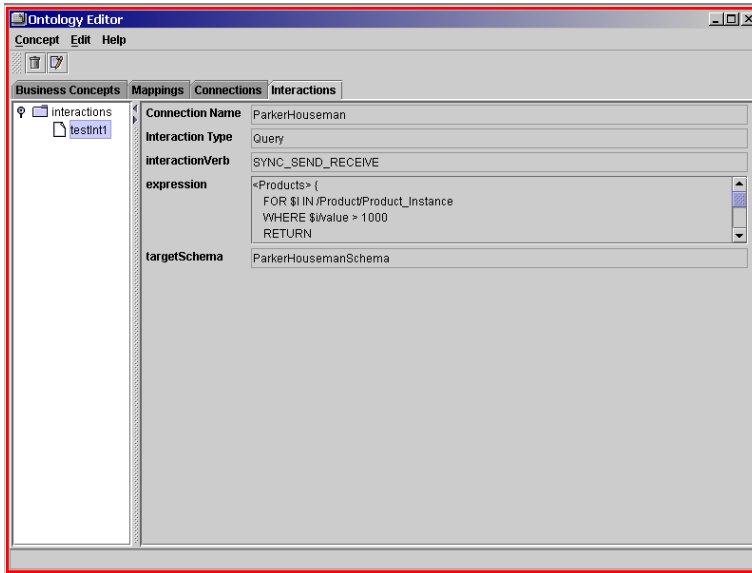 Ontology Editor
Concept Edit Help
Business Concepts Mappings Connections Interactions
interactions
testInt1
Connection Name ParkerHouseman
Interaction Type Query
interactionVerb SYNC_SEND_RECEIVE
expression <Products> {
FOR $I IN /Product/Product_Instance
WHERE $i/value > 1000
RETURN
targetSchema ParkerHousemanSchema